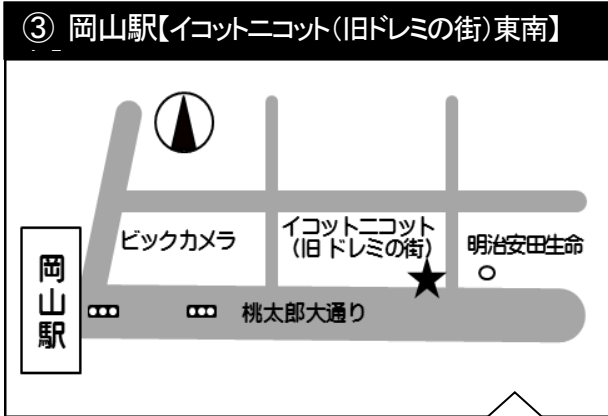 ③ 岡山駅【イコットニコット(旧ドレミの街)東南】
ビックカメラ
イコットニコット
(旧 ドレミの街)
明治安田生命
岡山駅
桃太郎大通り